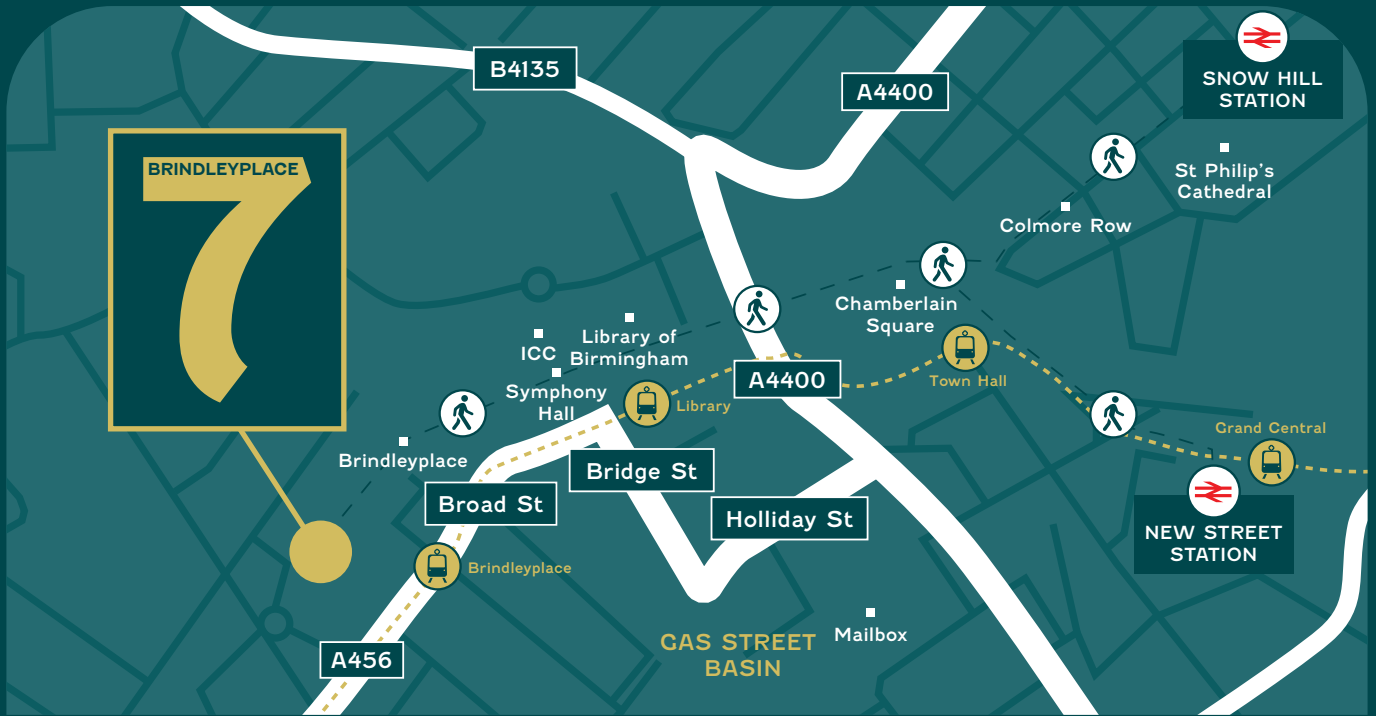 B4135
A4400
SNOW HILL
STATION
BRINDLEYPLACE
7
St Philip's
Cathedral
Colmore Row
Chamberlain
Square
Library of
Birmingham
ICC
Symphony
Hall
A4400
Town Hall
Library
Grand Central
Brindleyplace
Bridge St
Broad St
Holliday St
NEW STREET
STATION
Brindleyplace
GAS STREET
BASIN
Mailbox
A456